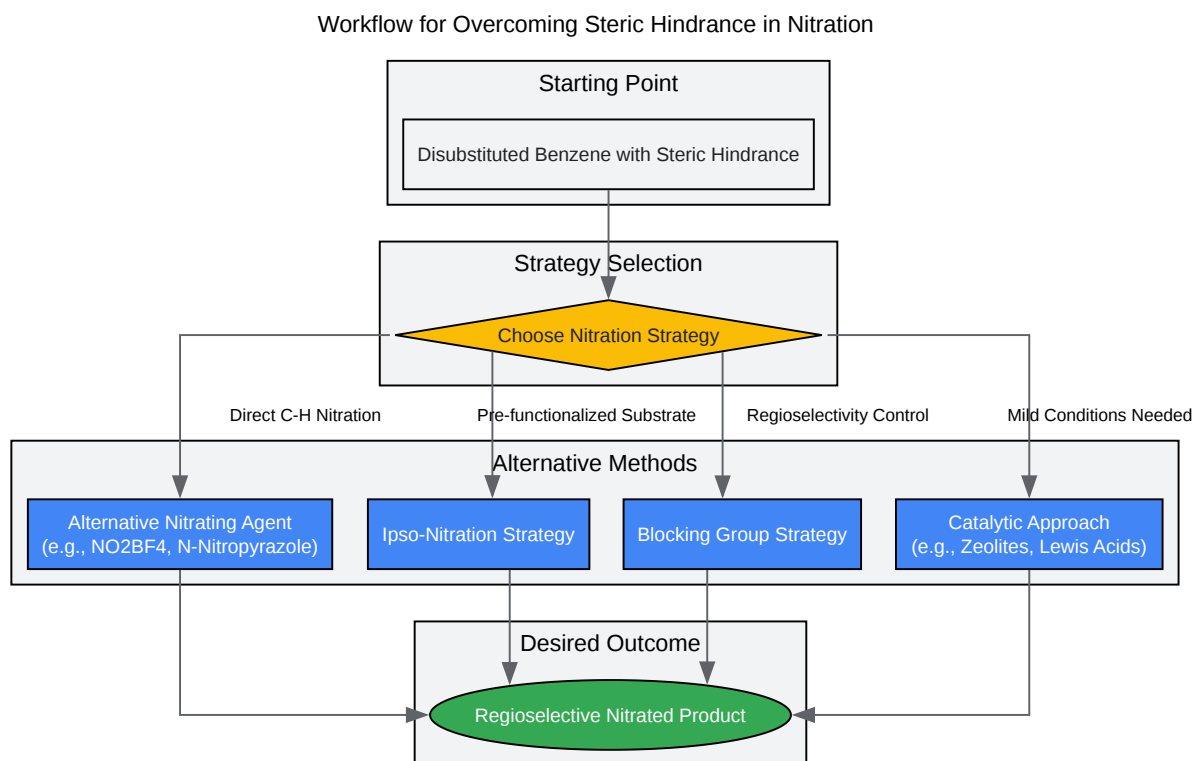 Workflow for Overcoming Steric Hindrance in Nitration
Starting Point
Disubstituted Benzene with Steric Hindrance
Strategy Selection
Choose Nitration Strategy
Direct C-H Nitration
Pre-functionalized Substrate
Regioselectivity Control
Mild Conditions Needed
Alternative Methods
Alternative Nitrating Agent
(e.g., NO2BF4, N-Nitropyrazole)
Ipso-Nitration Strategy
Blocking Group Strategy
Catalytic Approach
(e.g., Zeolites, Lewis Acids)
Desired Outcome
Regioselective Nitrated Product